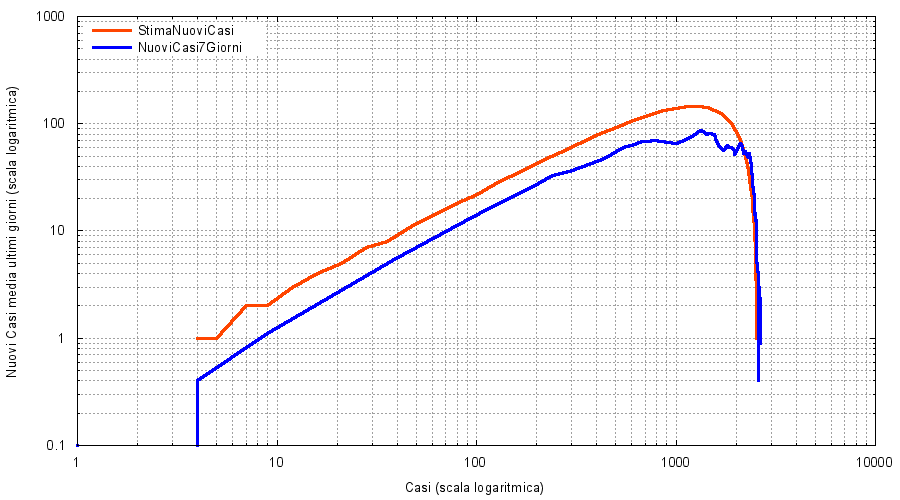 1000
StimaNuoviCasi
NuoviCasi7Giorni
100
10
1
0.1
Nuovi Casi media ultimi giorni (scala logaritmica)
1 10 100 1000 10000
Casi (scala logaritmica)